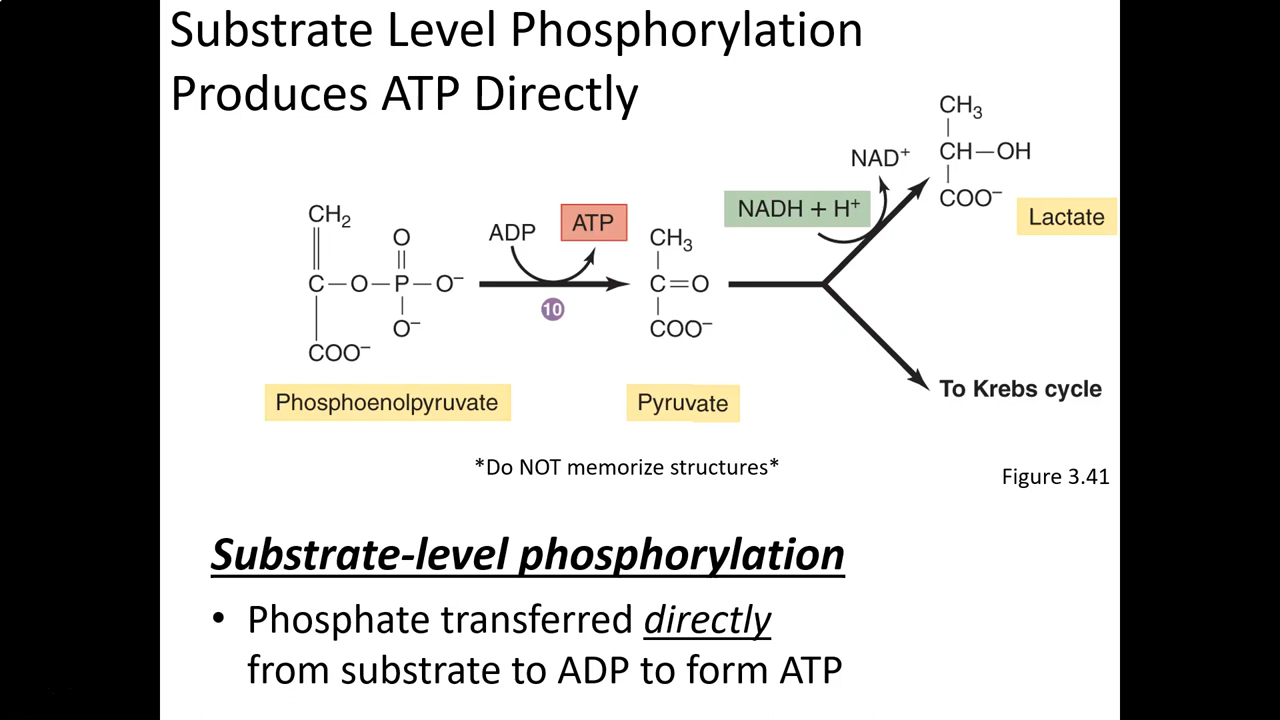 Substrate Level Phosphorylation
Produces ATP Directly
CH₃
CH—OH
COO⁻
NAD⁺
NADH + H⁺
Lactate
CH₂
C—O—P—O⁻
O
O⁻
COO⁻
Phosphoenolpyruvate
ADP
ATP
10
CH₃
C=O
COO⁻
Pyruvate
To Krebs cycle
*Do NOT memorize structures*
Figure 3.41
Substrate-level phosphorylation
• Phosphate transferred directly
from substrate to ADP to form ATP